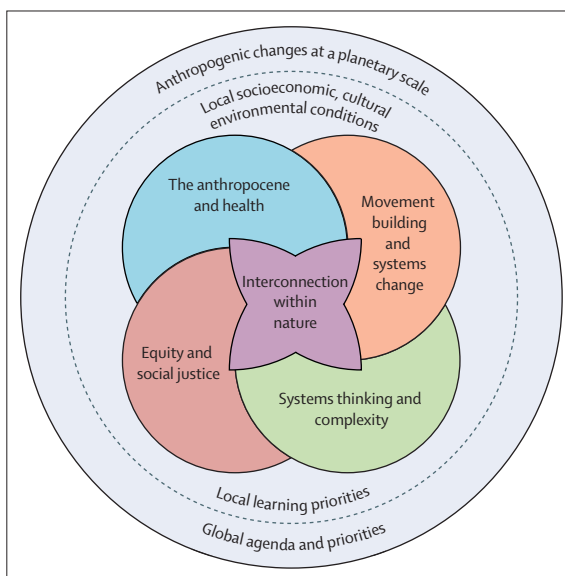 Anthropogenic changes at a planetary scale
Local socioeconomic, cultural
environmental conditions
The anthropocene
and health
Movement
building
and
systems
change
Interconnection
within
nature
Equity and
social justice
Systems thinking and
complexity
Local learning priorities
Global agenda and priorities